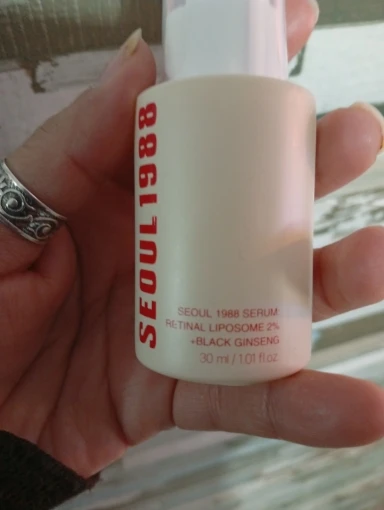 SEOUL1988
SEOUL 1988 SERUM
RETINAL LIPOSOME 2%
+BLACK GINSENG
30 ml / 1.01 fl.oz